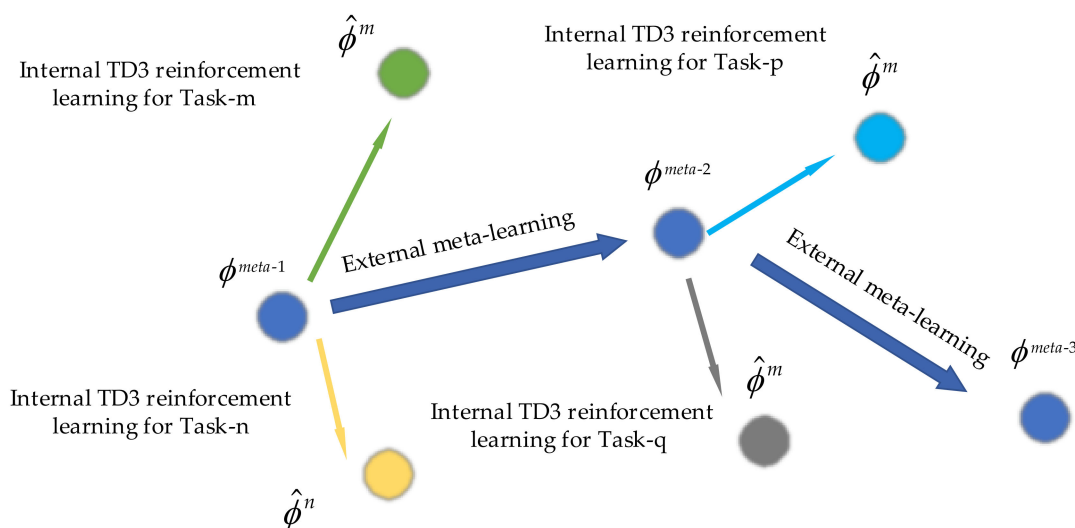 Internal TD3 reinforcement
learning for Task-m
ϕ̂^m
Internal TD3 reinforcement
learning for Task-p
ϕ̂^m
ϕ^meta-1
External meta-learning
ϕ^meta-2
External meta-learning
ϕ^meta-3
Internal TD3 reinforcement
learning for Task-n
ϕ̂^n
Internal TD3 reinforcement
learning for Task-q
ϕ̂^m